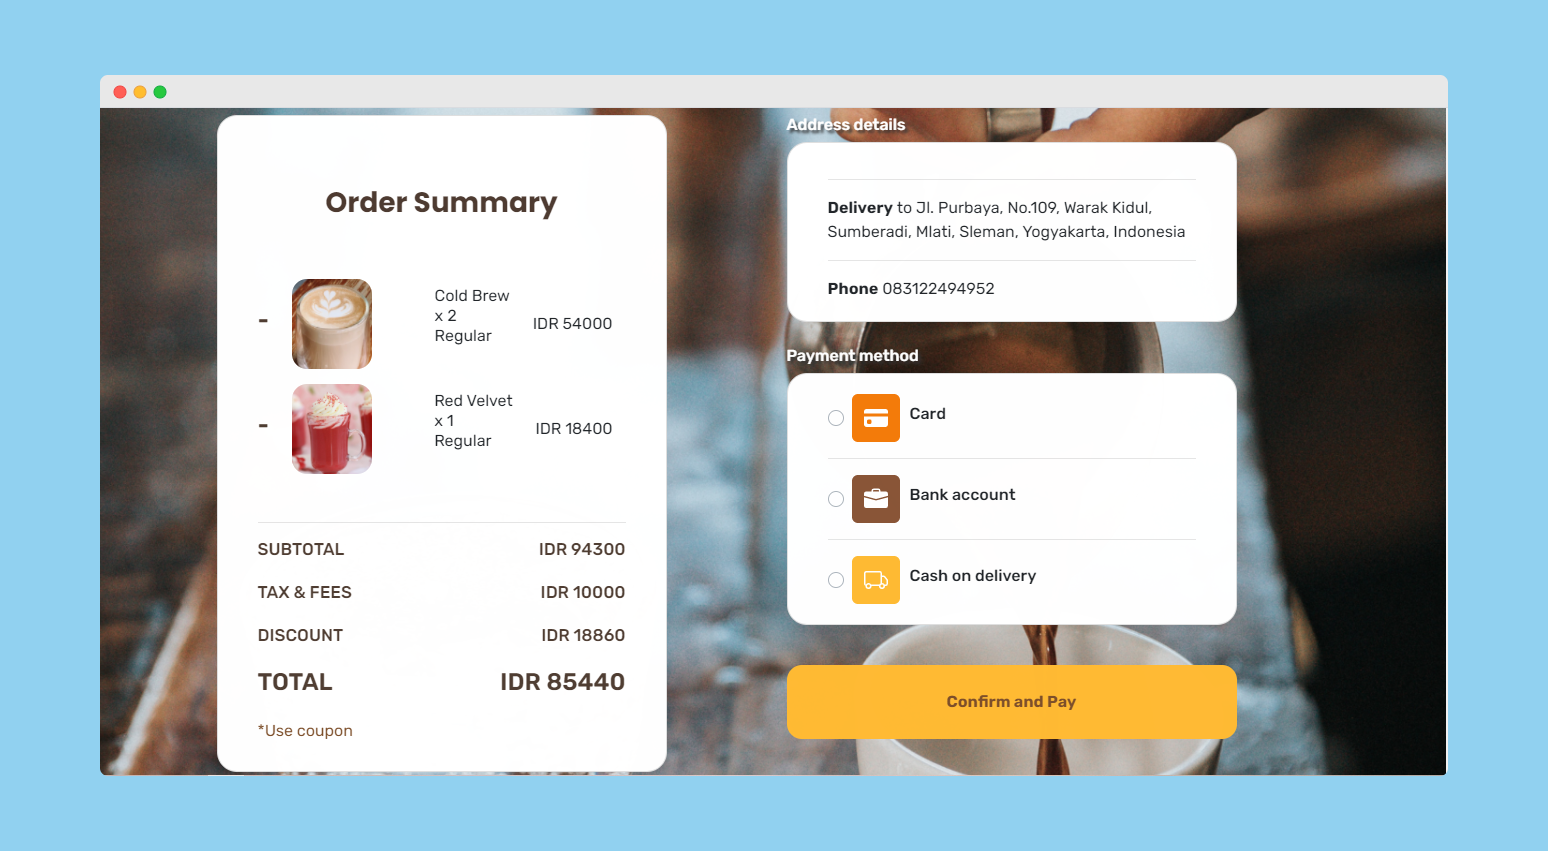 Order Summary
-
Cold Brew
x 2
Regular
IDR 54000
-
Red Velvet
x 1
Regular
IDR 18400
SUBTOTAL IDR 94300
TAX & FEES IDR 10000
DISCOUNT IDR 18860
TOTAL IDR 85440
*Use coupon
Address details
Delivery to Jl. Purbaya, No.109, Warak Kidul,
Sumberadi, Mlati, Sleman, Yogyakarta, Indonesia
Phone 083122494952
Payment method
Card
Bank account
Cash on delivery
Confirm and Pay